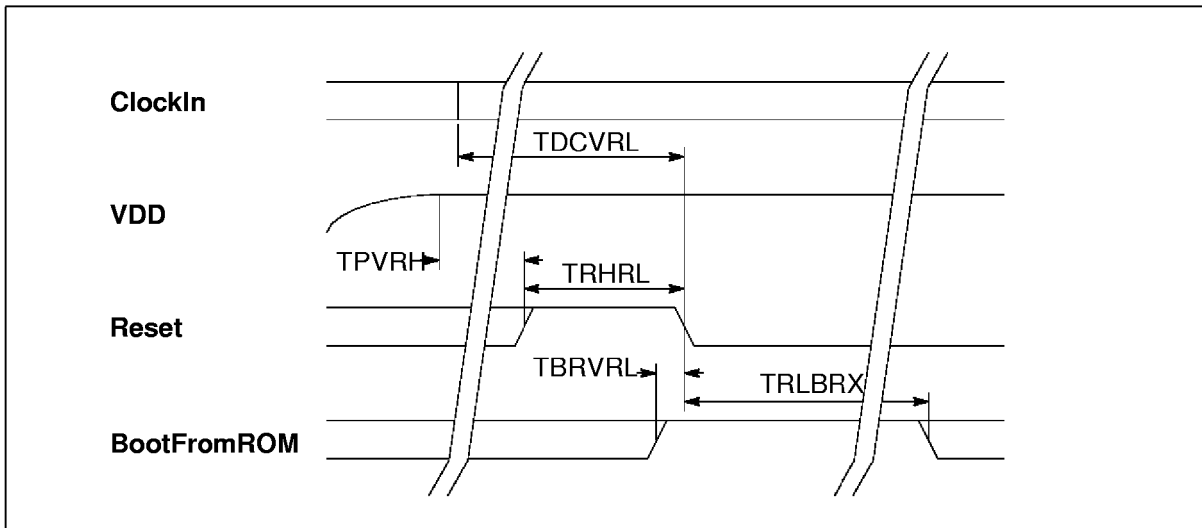 ClockIn
TDCVRL
VDD
TPVRH
TRHRL
Reset
TBRVRL
TRLBRX
BootFromROM